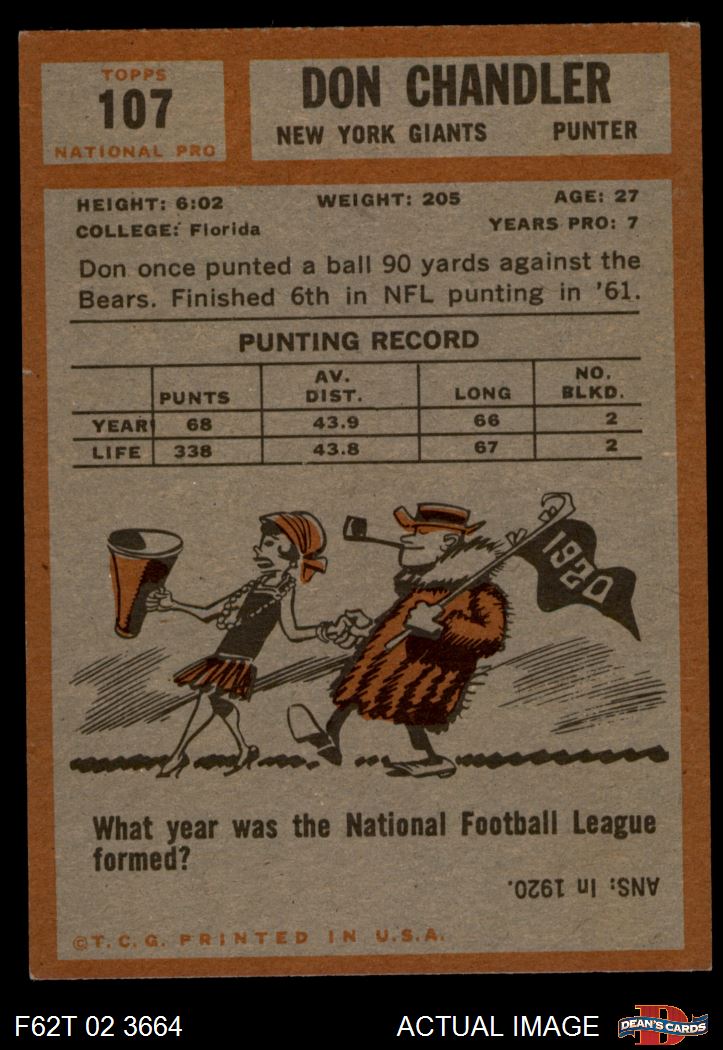 TOPPS
107
NATIONAL PRO
DON CHANDLER
NEW YORK GIANTS PUNTER
HEIGHT: 6:02 WEIGHT: 205 AGE: 27
COLLEGE: Florida YEARS PRO: 7
Don once punted a ball 90 yards against the
Bears. Finished 6th in NFL punting in '61.
PUNTING RECORD
PUNTS AV. DIST. LONG NO. BLKD.
YEAR 68 43.9 66 2
LIFE 338 43.8 67 2
1920
What year was the National Football League
formed?
ANS: In 1920.
©T.C.G. PRINTED IN U.S.A.
F62T 02 3664 ACTUAL IMAGE
D
DEAN'S CARDS